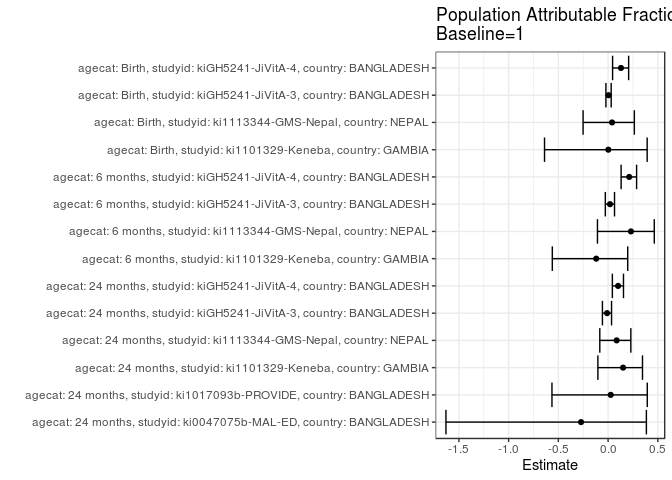 Population Attributable Fractio
Baseline=1
agecat: Birth, studyid: kiGH5241-JiVitA-4, country: BANGLADESH
agecat: Birth, studyid: kiGH5241-JiVitA-3, country: BANGLADESH
agecat: Birth, studyid: ki1113344-GMS-Nepal, country: NEPAL
agecat: Birth, studyid: ki1101329-Keneba, country: GAMBIA
agecat: 6 months, studyid: kiGH5241-JiVitA-4, country: BANGLADESH
agecat: 6 months, studyid: kiGH5241-JiVitA-3, country: BANGLADESH
agecat: 6 months, studyid: ki1113344-GMS-Nepal, country: NEPAL
agecat: 6 months, studyid: ki1101329-Keneba, country: GAMBIA
agecat: 24 months, studyid: kiGH5241-JiVitA-4, country: BANGLADESH
agecat: 24 months, studyid: kiGH5241-JiVitA-3, country: BANGLADESH
agecat: 24 months, studyid: ki1113344-GMS-Nepal, country: NEPAL
agecat: 24 months, studyid: ki1101329-Keneba, country: GAMBIA
agecat: 24 months, studyid: ki1017093b-PROVIDE, country: BANGLADESH
agecat: 24 months, studyid: ki0047075b-MAL-ED, country: BANGLADESH
-1.5 -1.0 -0.5 0.0 0.5
Estimate